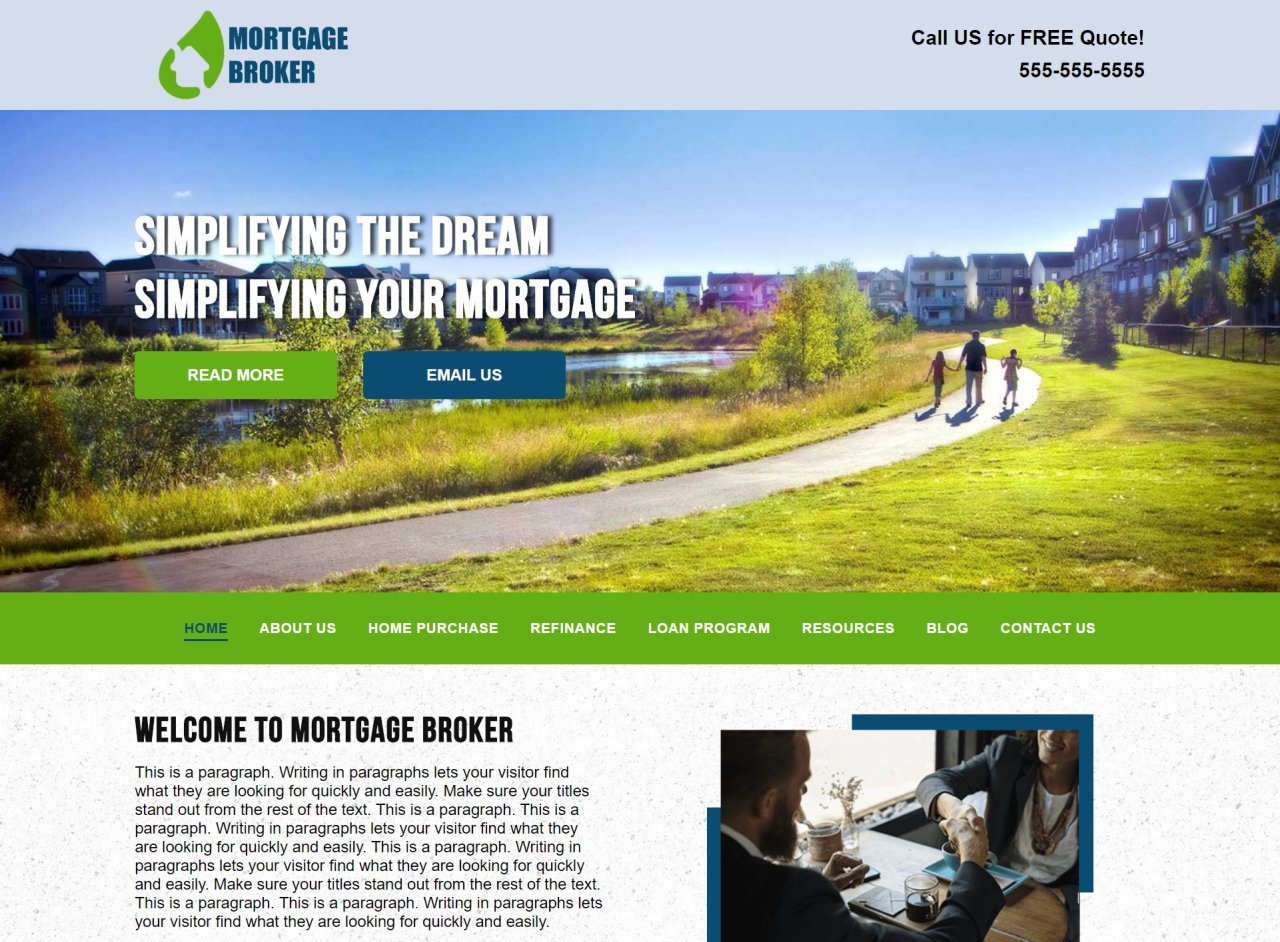 MORTGAGE
BROKER
Call US for FREE Quote!
555-555-5555
SIMPLIFYING THE DREAM
SIMPLIFYING YOUR MORTGAGE
READ MORE
EMAIL US
HOME
ABOUT US
HOME PURCHASE
REFINANCE
LOAN PROGRAM
RESOURCES
BLOG
CONTACT US
WELCOME TO MORTGAGE BROKER
This is a paragraph. Writing in paragraphs lets your visitor find
what they are looking for quickly and easily. Make sure your titles
stand out from the rest of the text. This is a paragraph. This is a
paragraph. Writing in paragraphs lets your visitor find what they
are looking for quickly and easily. This is a paragraph. Writing in
paragraphs lets your visitor find what they are looking for quickly
and easily. Make sure your titles stand out from the rest of the text.
This is a paragraph. This is a paragraph. Writing in paragraphs lets
your visitor find what they are looking for quickly and easily.